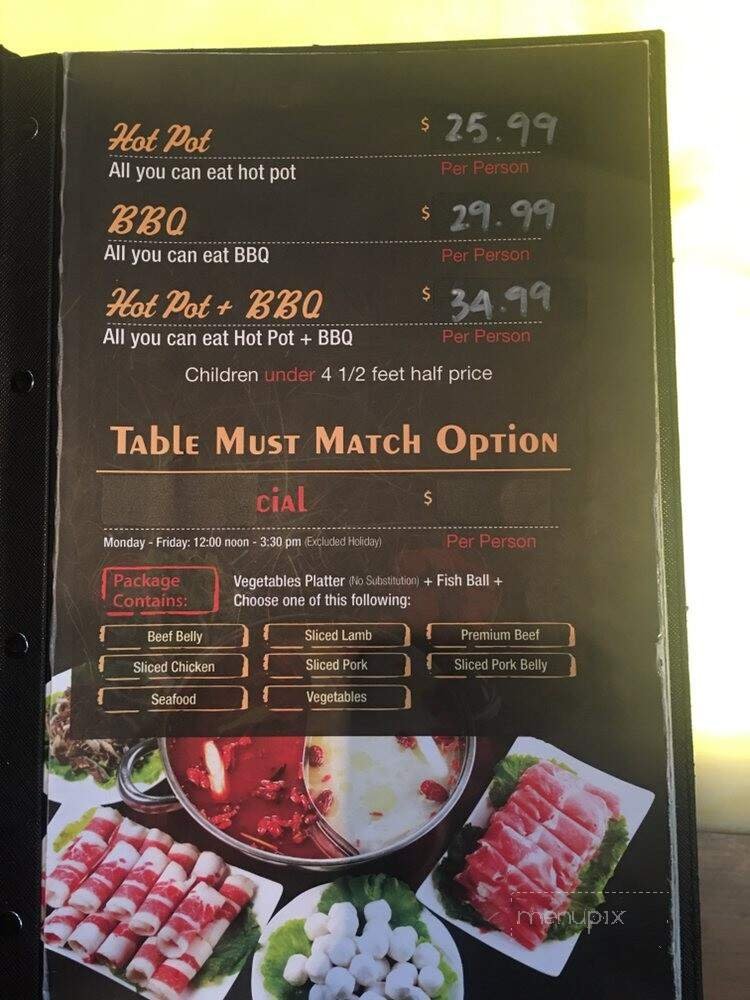 Hot Pot $ 25.99
All you can eat hot pot Per Person
BBQ $ 29.99
All you can eat BBQ Per Person
Hot Pot + BBQ $ 34.99
All you can eat Hot Pot + BBQ Per Person
Children under 4 1/2 feet half price
Table Must Match Option
cial $
Monday - Friday: 12:00 noon - 3:30 pm (Excluded Holiday) Per Person
Package Vegetables Platter (No Substitution) + Fish Ball +
Contains: Choose one of this following:
Beef Belly Sliced Lamb Premium Beef
Sliced Chicken Sliced Pork Sliced Pork Belly
Seafood Vegetables
menupix